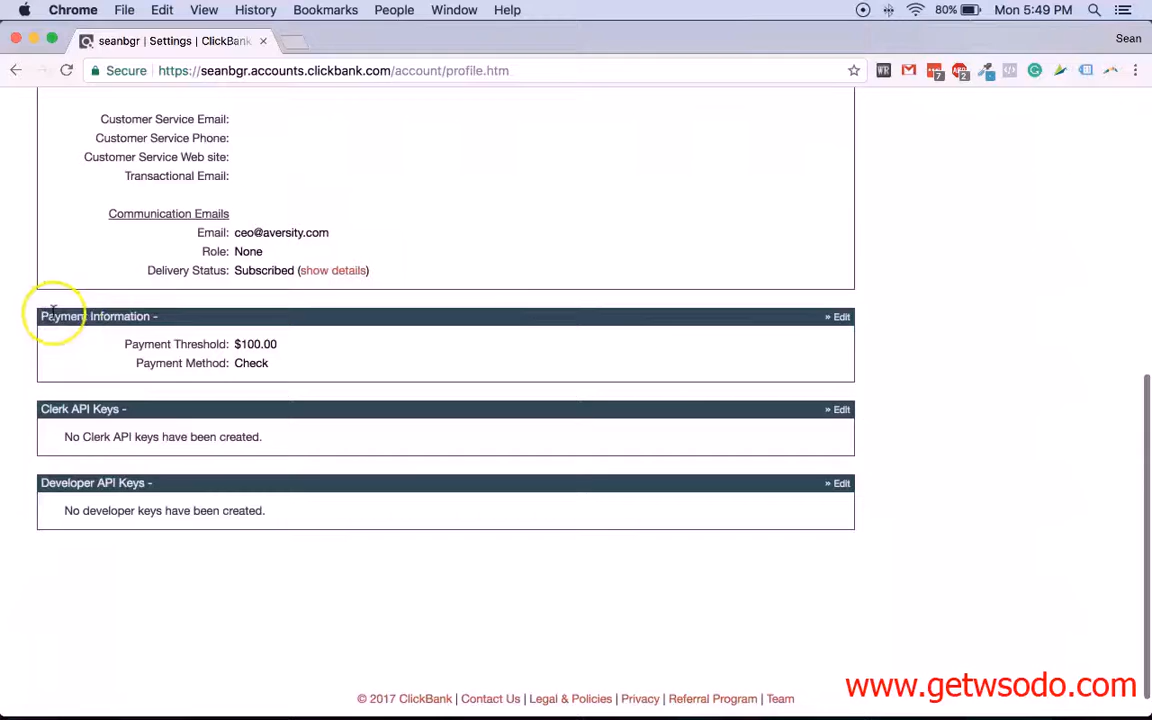 Chrome File Edit View History Bookmarks People Window Help 80% Mon 5:49 PM
seanbgr | Settings | ClickBank Sean
Secure https://seanbgr.accounts.clickbank.com/account/profile.htm
Customer Service Email:
Customer Service Phone:
Customer Service Web site:
Transactional Email:
Communication Emails
Email: ceo@aversity.com
Role: None
Delivery Status: Subscribed (show details)
Payment Information - » Edit
Payment Threshold: $100.00
Payment Method: Check
Clerk API Keys - » Edit
No Clerk API keys have been created.
Developer API Keys - » Edit
No developer keys have been created.
© 2017 ClickBank | Contact Us | Legal & Policies | Privacy | Referral Program | Team
www.getwsodo.com